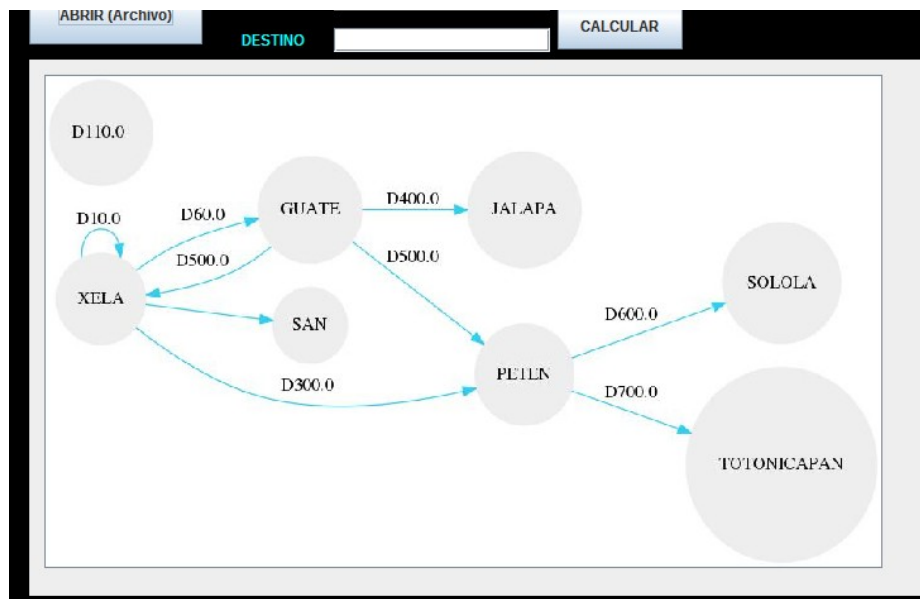 ABRIR (Archivo)
DESTINO
CALCULAR
D110.0
D10.0
D60.0
GUATE
D400.0
JALAPA
D500.0
D500.0
XELA
SAN
SOLOLA
D600.0
PETEN
D300.0
D700.0
TOTONICAPAN